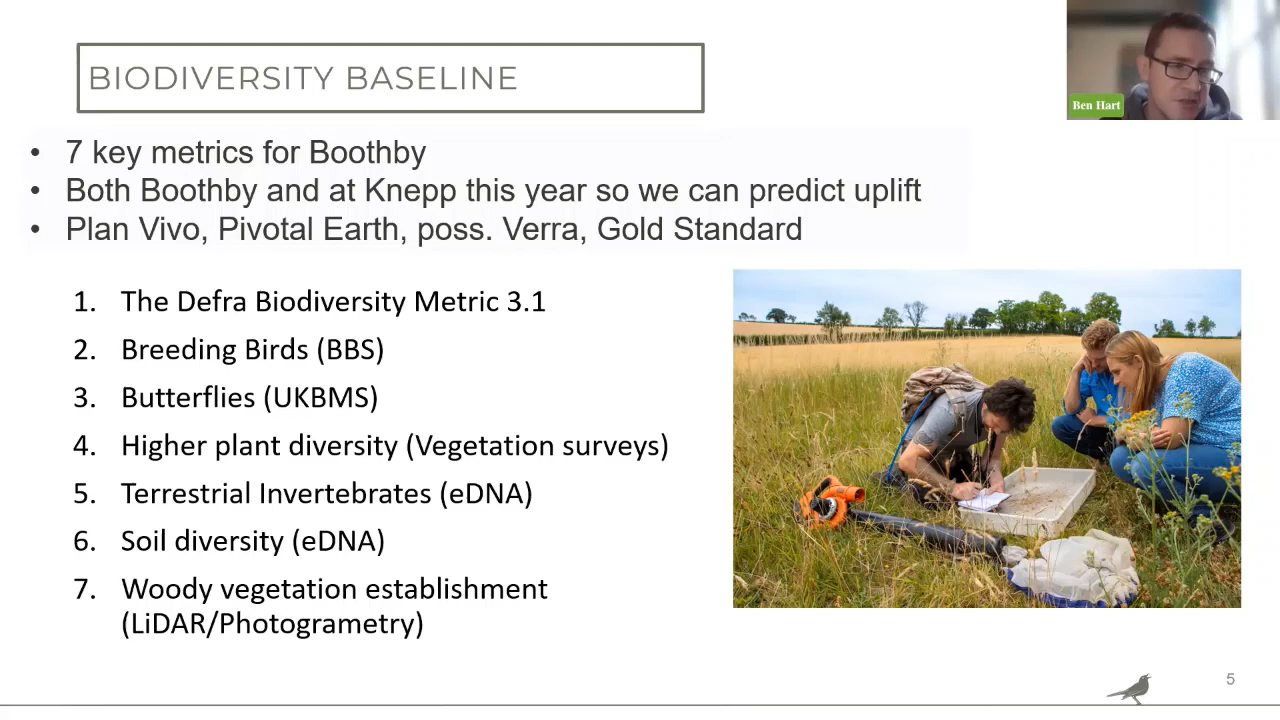 BIODIVERSITY BASELINE
Ben Hart
• 7 key metrics for Boothby
• Both Boothby and at Knepp this year so we can predict uplift
• Plan Vivo, Pivotal Earth, poss. Verra, Gold Standard
1. The Defra Biodiversity Metric 3.1
2. Breeding Birds (BBS)
3. Butterflies (UKBMS)
4. Higher plant diversity (Vegetation surveys)
5. Terrestrial Invertebrates (eDNA)
6. Soil diversity (eDNA)
7. Woody vegetation establishment
(LiDAR/Photogrametry)
5